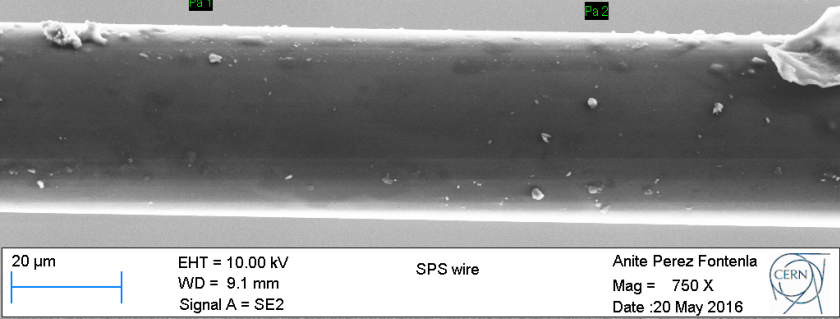 Pa 1
Pa 2
20 µm
EHT = 10.00 kV
WD = 9.1 mm
Signal A = SE2
SPS wire
Anite Perez Fontenla
Mag = 750 X
Date :20 May 2016
CERN